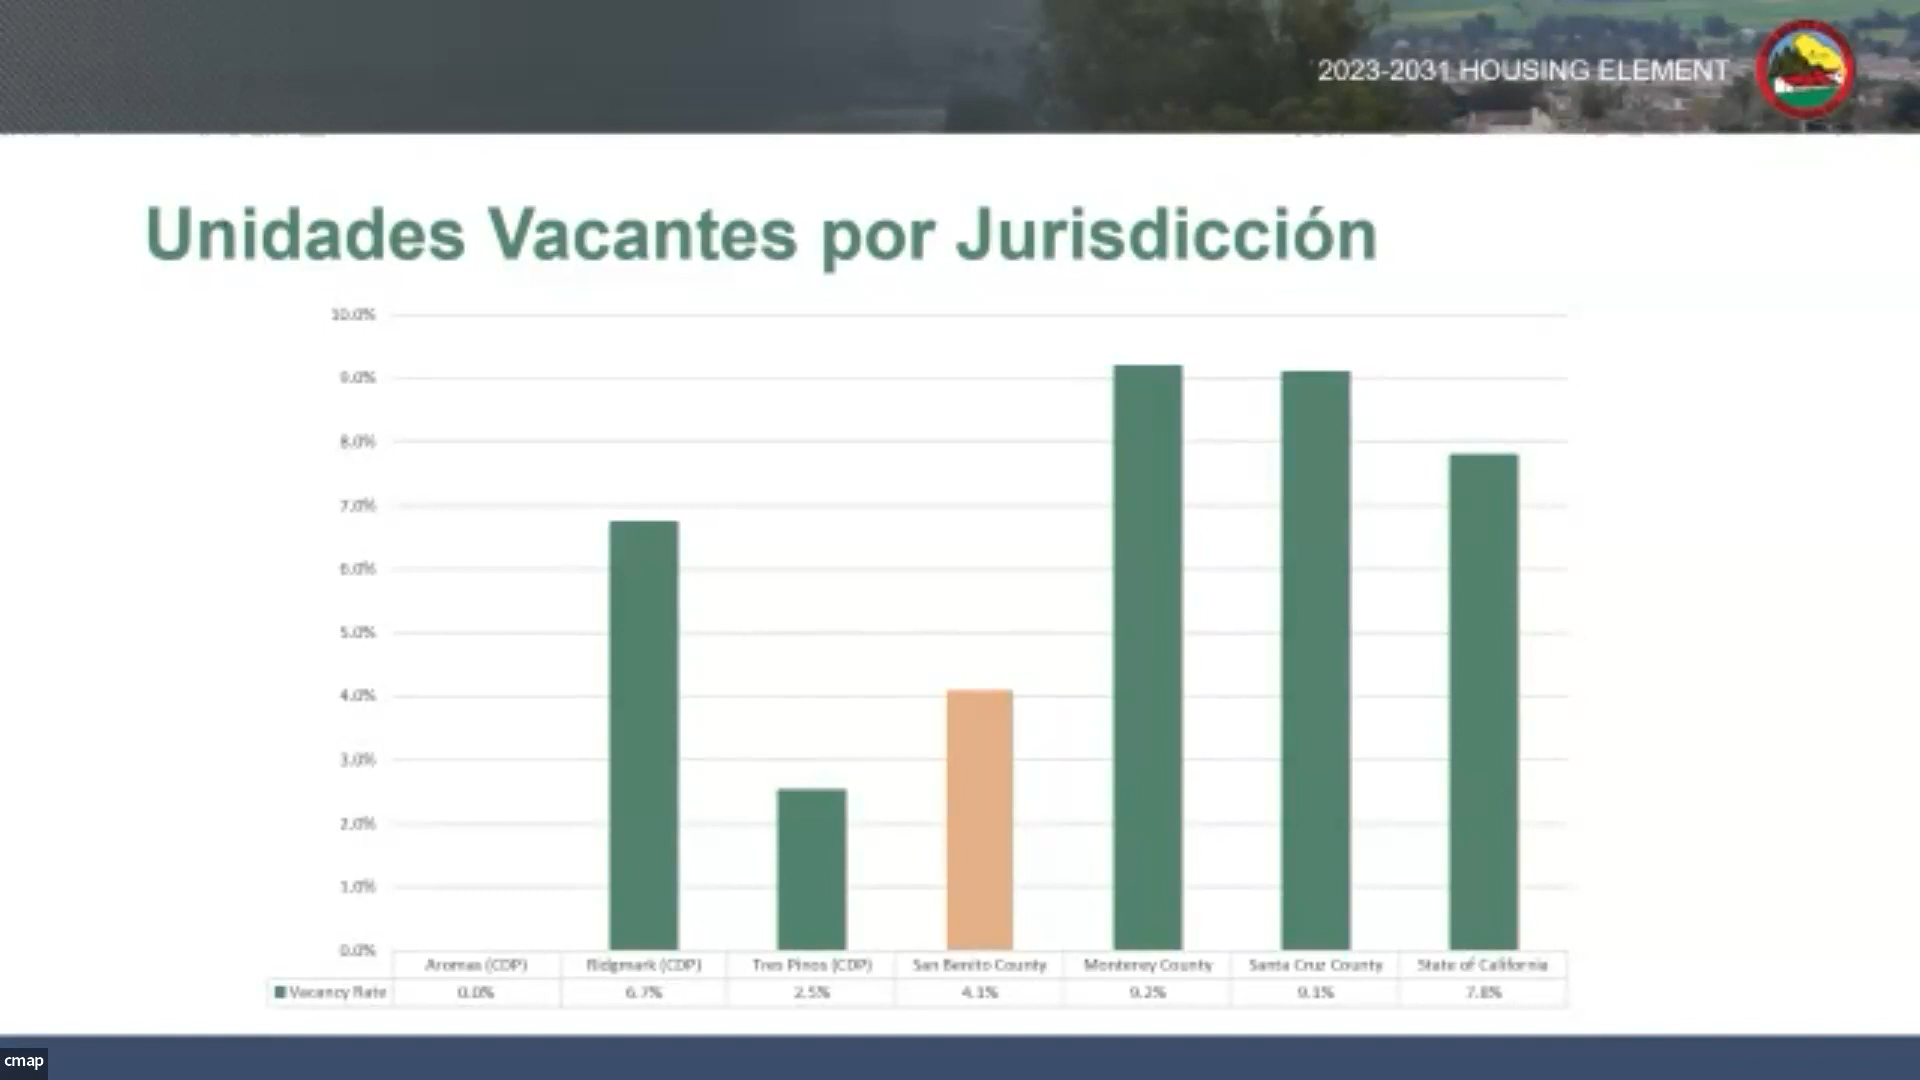 2023-2031 HOUSING ELEMENT
Unidades Vacantes por Jurisdicción
10.0%
9.0%
8.0%
7.0%
6.0%
5.0%
4.0%
3.0%
2.0%
1.0%
0.0%
Aromas (CDP) Ridgmark (CDP) Tres Pinos (CDP) San Benito County Monterey County Santa Cruz County State of California
Vacancy Rate 0.0% 6.7% 2.5% 4.1% 9.2% 9.1% 7.8%
cmap